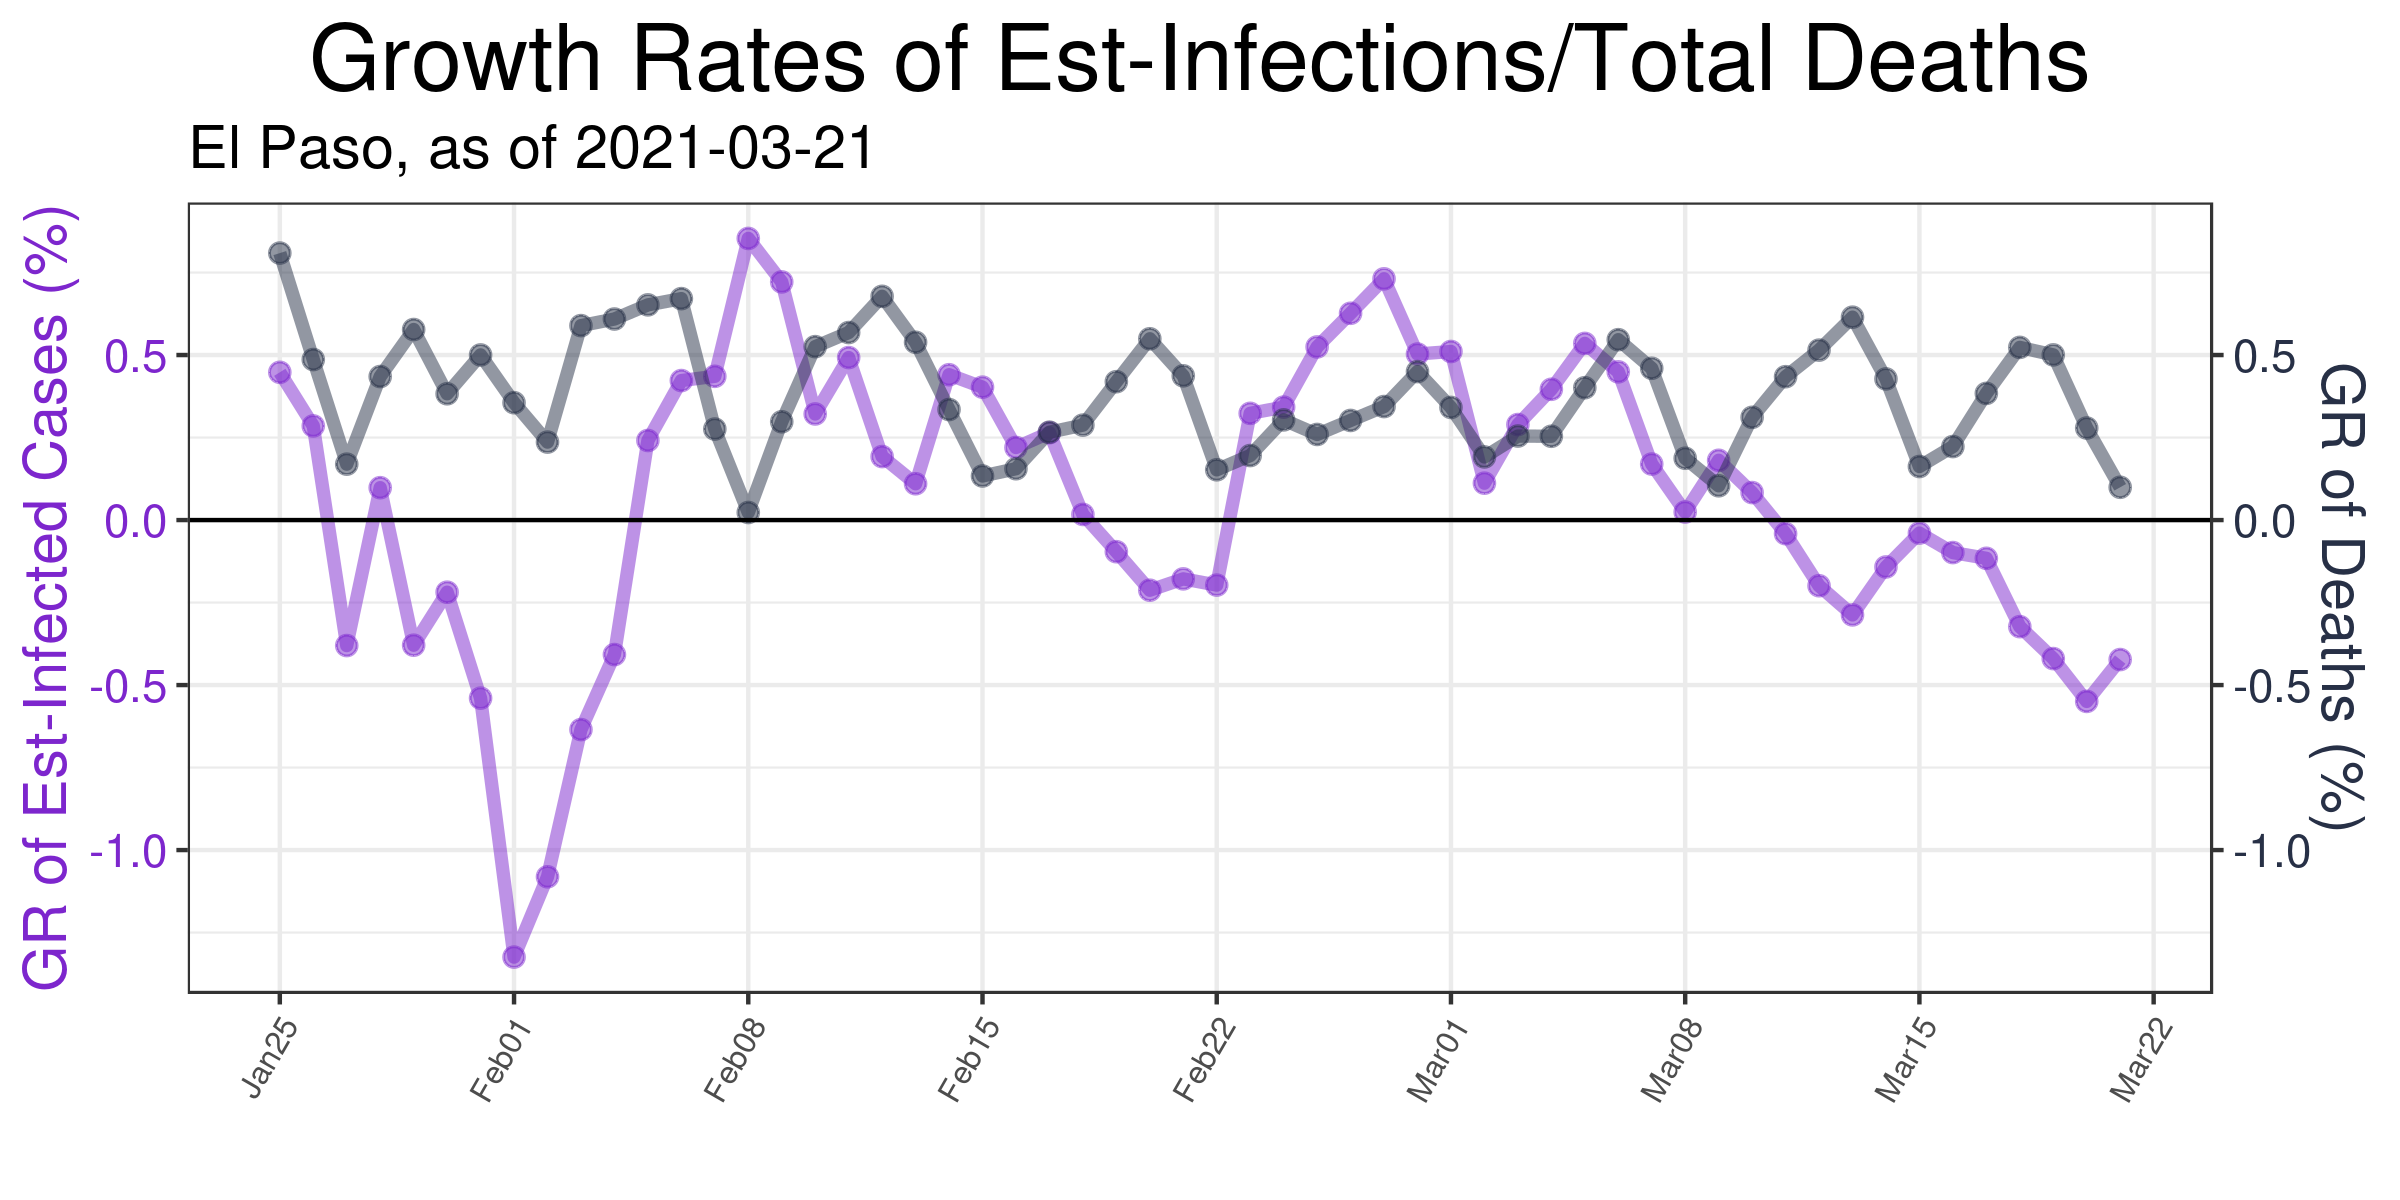 Growth Rates of Est-Infections/Total Deaths
El Paso, as of 2021-03-21
GR of Est-Infected Cases (%)
0.5
0.0
-0.5
-1.0
0.5
0.0
-0.5
-1.0
GR of Deaths (%)
Jan25
Feb01
Feb08
Feb15
Feb22
Mar01
Mar08
Mar15
Mar22